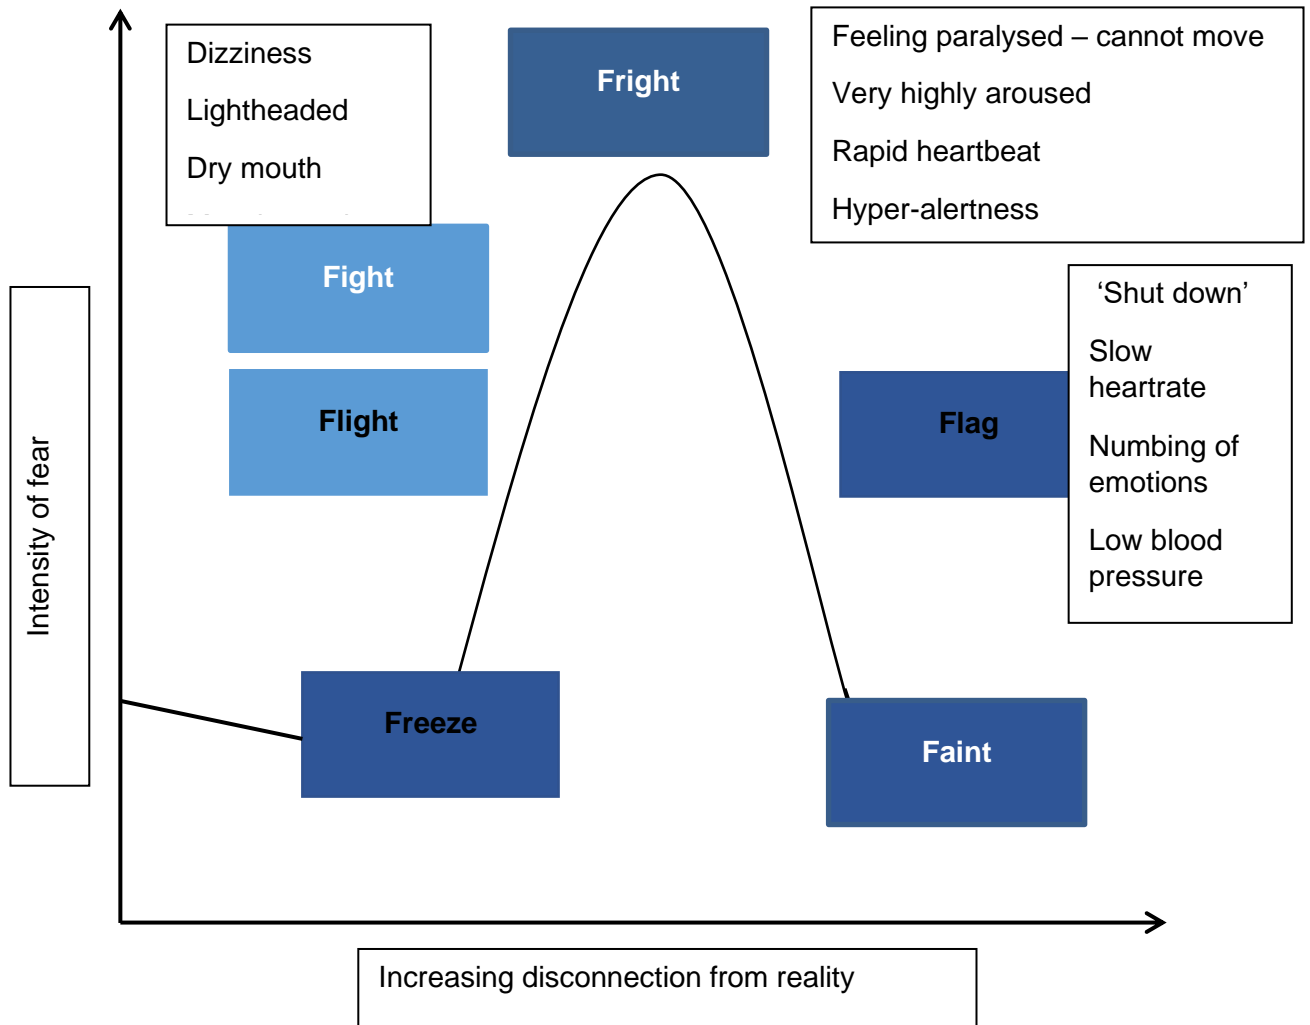 Dizziness
Lightheaded
Dry mouth
Fright
Feeling paralysed – cannot move
Very highly aroused
Rapid heartbeat
Hyper-alertness
Fight
Flight
Flag
‘Shut down’
Slow
heartrate
Numbing of
emotions
Low blood
pressure
Intensity of fear
Freeze
Faint
Increasing disconnection from reality